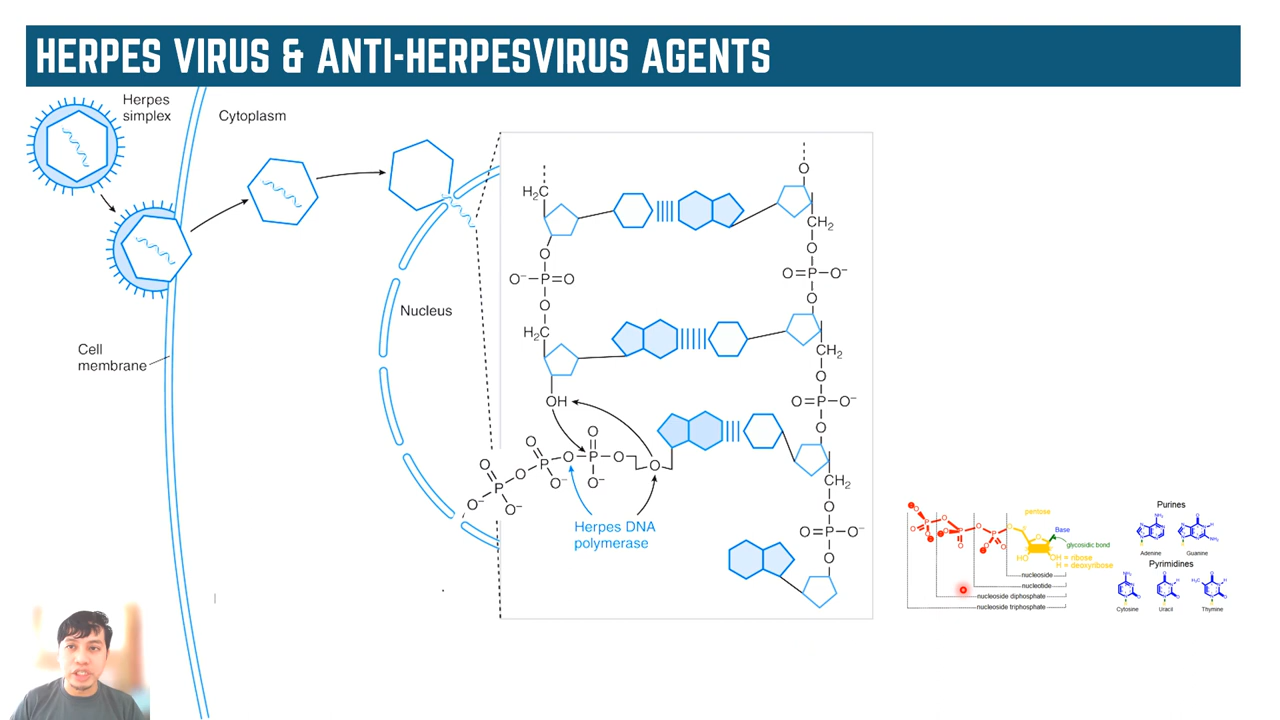 HERPES VIRUS & ANTI-HERPESVIRUS AGENTS
Herpes
simplex
Cytoplasm
Nucleus
Cell
membrane
H₂C
O
O⁻–P=O
O
H₂C
OH
O
CH₂
O
O=P–O⁻
O
CH₂
O
O=P–O⁻
O
CH₂
O
O=P–O⁻
O
O
P
O⁻
O⁻
O
O
P
O⁻
O
O
P
O⁻
O
O
Herpes DNA
polymerase
pentose
Base
glycosidic bond
HO
OH = ribose
H = deoxyribose
nucleoside
nucleotide
nucleoside diphosphate
nucleoside triphosphate
Purines
Adenine
Guanine
Pyrimidines
Cytosine
Uracil
Thymine